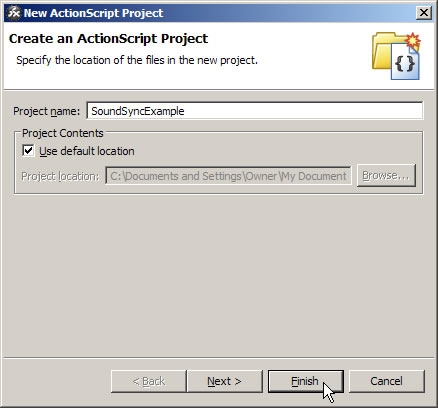 New ActionScript Project
Create an ActionScript Project
Specify the location of the files in the new project.
{}
Project name: SoundSyncExample
Project Contents
Use default location
Project location: C:\Documents and Settings\Owner\My Document Browse...
< Back Next > Finish Cancel